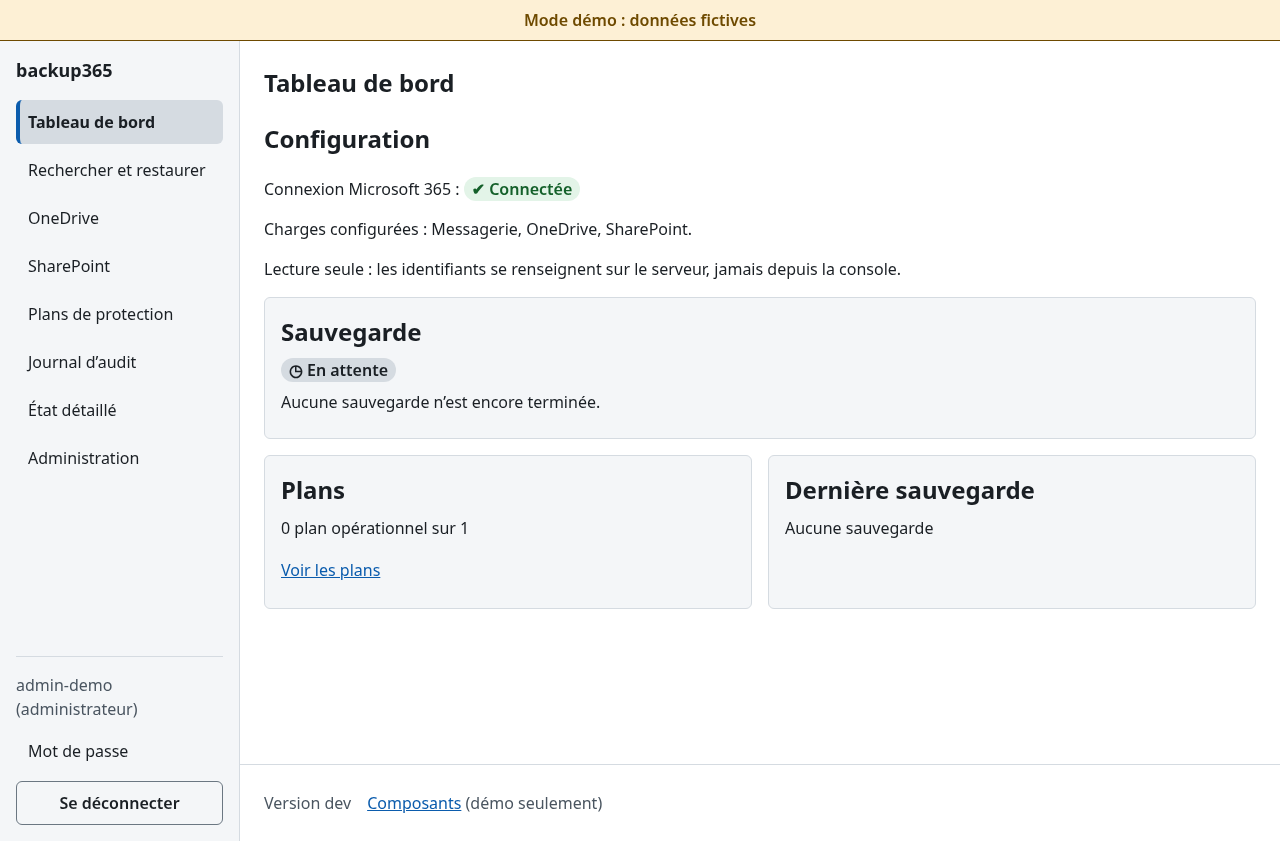 Mode démo : données fictives
backup365
Tableau de bord
Rechercher et restaurer
OneDrive
SharePoint
Plans de protection
Journal d’audit
État détaillé
Administration
admin-demo
(administrateur)
Mot de passe
Se déconnecter
Tableau de bord
Configuration
Connexion Microsoft 365 : ✔ Connectée
Charges configurées : Messagerie, OneDrive, SharePoint.
Lecture seule : les identifiants se renseignent sur le serveur, jamais depuis la console.
Sauvegarde
◷ En attente
Aucune sauvegarde n’est encore terminée.
Plans
0 plan opérationnel sur 1
Voir les plans
Dernière sauvegarde
Aucune sauvegarde
Version dev Composants (démo seulement)